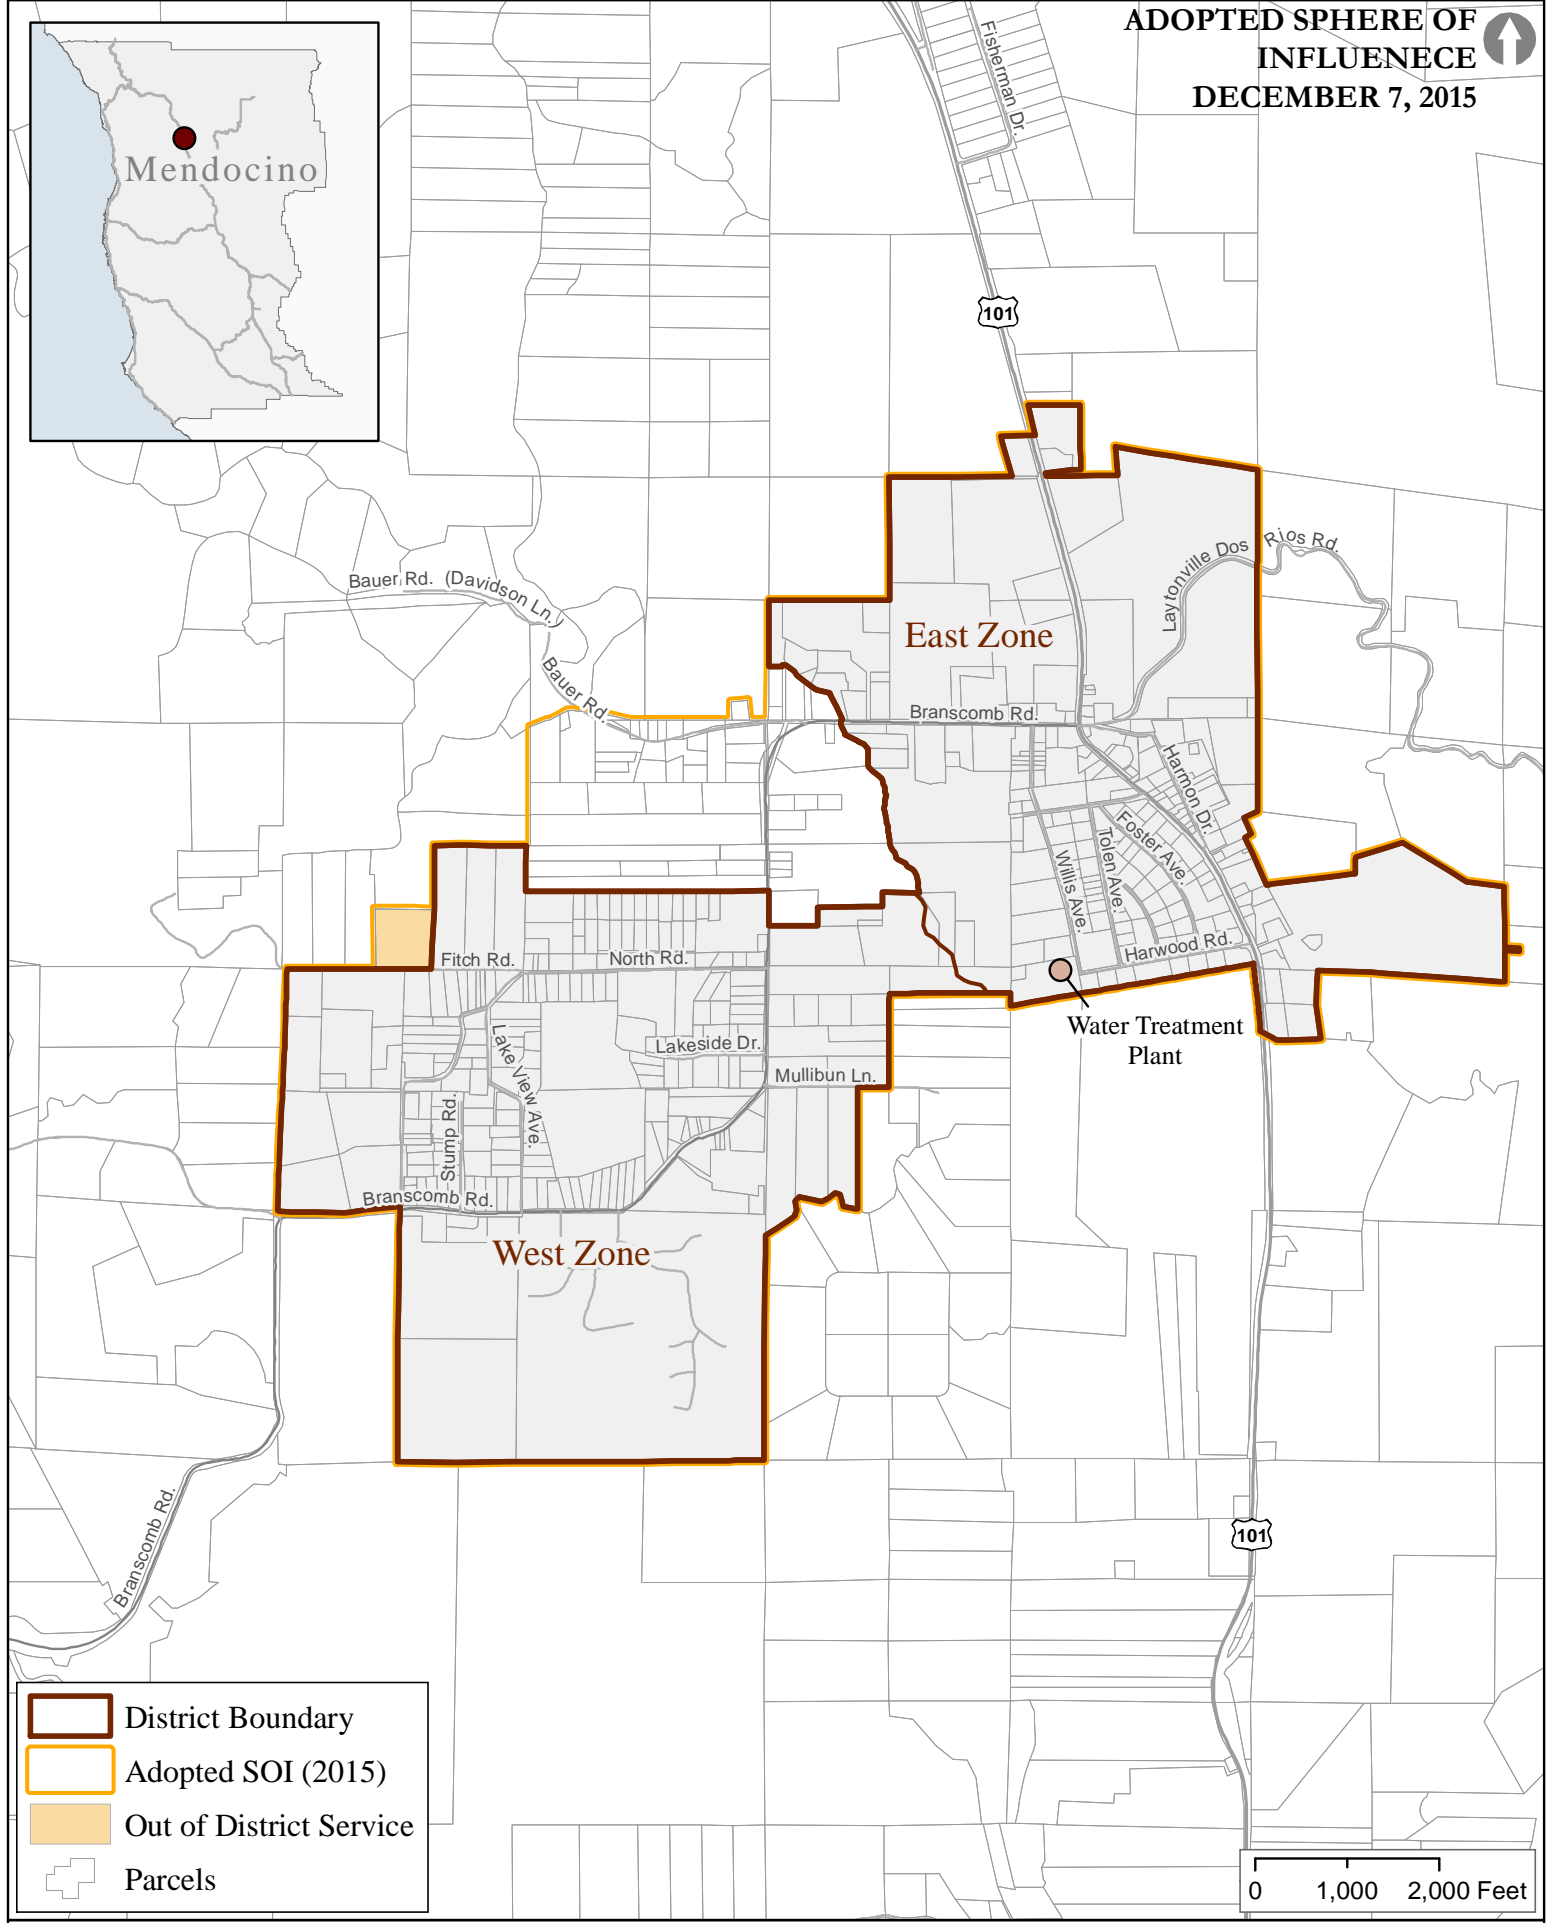 ADOPTED SPHERE OF
INFLUENECE
DECEMBER 7, 2015
Mendocino
Fisherman Dr.
101
Laytonville Dos Rios Rd.
Bauer Rd. (Davidson Ln.)
East Zone
Bauer Rd.
Branscomb Rd.
Harmon Dr.
Foster Ave.
Tolen Ave.
Willis Ave.
Harwood Rd.
Fitch Rd.
North Rd.
Water Treatment
Plant
Lake View Ave.
Lakeside Dr.
Mullibun Ln.
Stump Rd.
Branscomb Rd.
West Zone
Branscomb Rd.
101
District Boundary
Adopted SOI (2015)
Out of District Service
Parcels
0 1,000 2,000 Feet